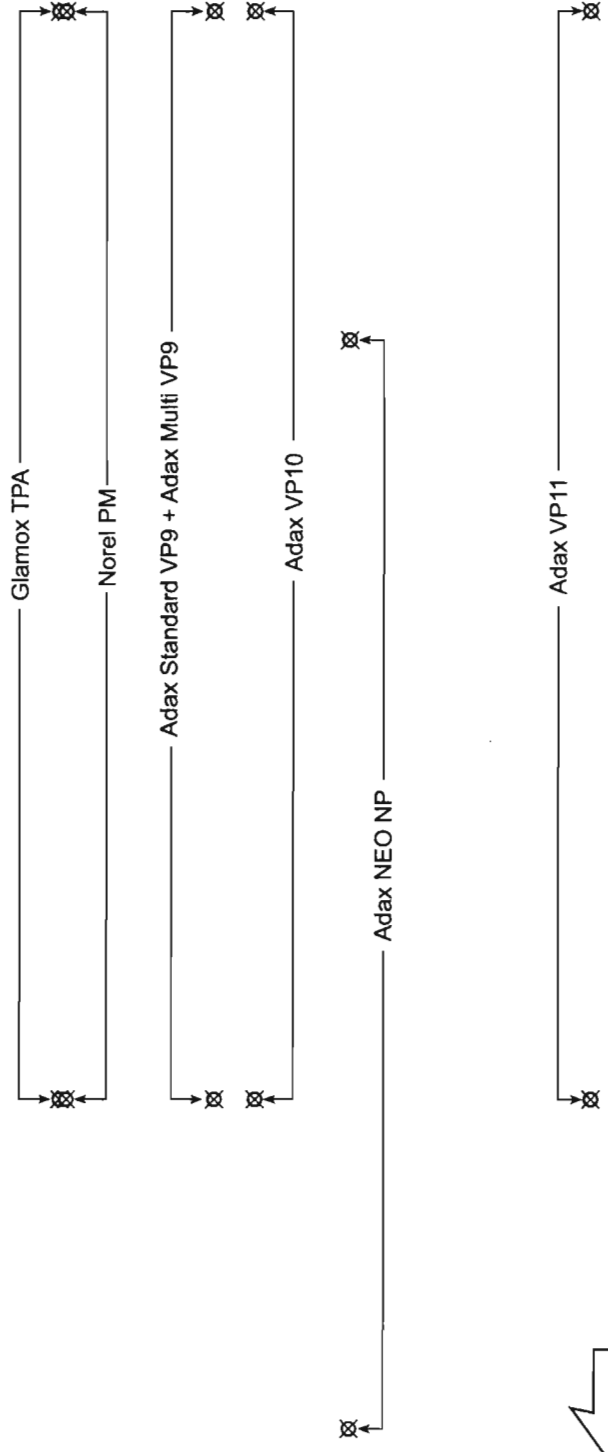 Glamox TPA
Norel PM
Adax Standard VP9 + Adax Multi VP9
Adax VP10
Adax NEO NP
Adax VP11